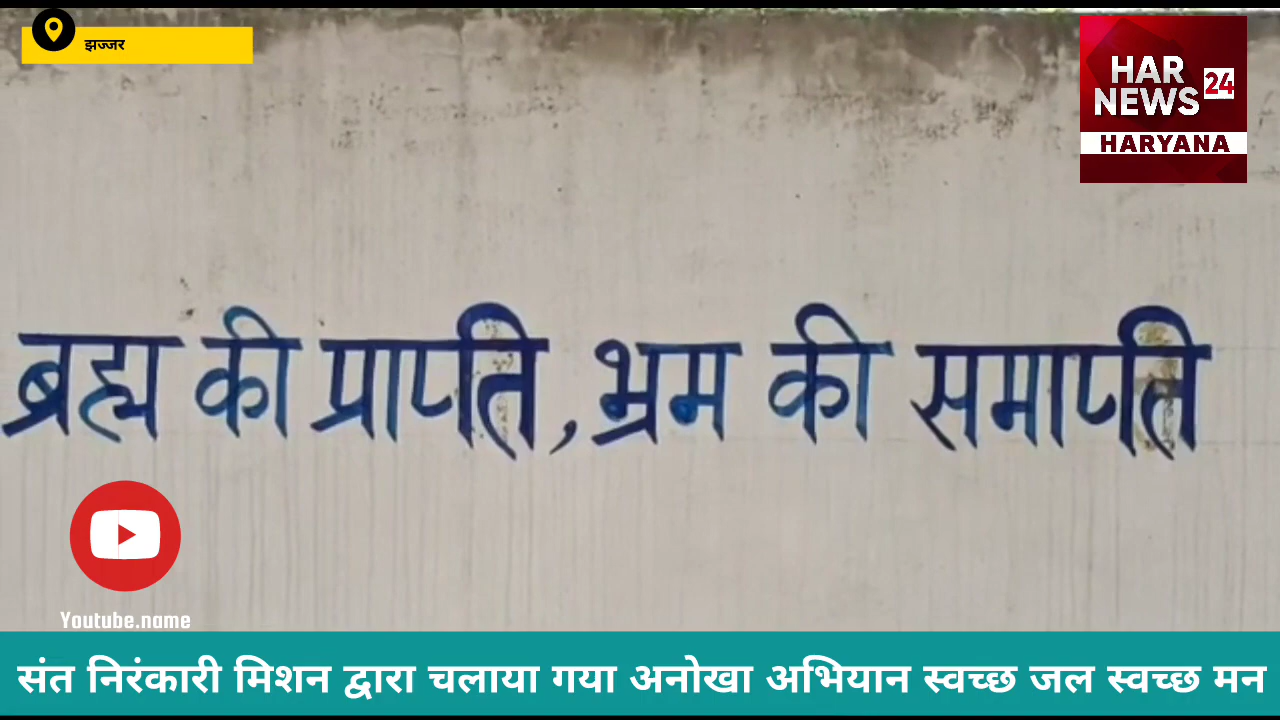 झज्जर
HAR
NEWS 24
HARYANA
ब्रह्म की प्राप्ति, भ्रम की समाप्ति
Youtube.name
संत निरंकारी मिशन द्वारा चलाया गया अनोखा अभियान स्वच्छ जल स्वच्छ मन